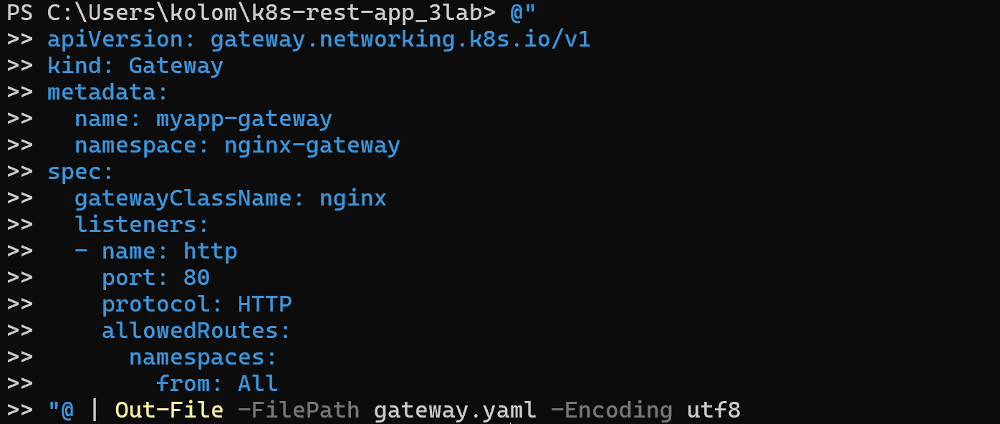 PS C:\Users\kolom\k8s-rest-app_3lab> @"
>> apiVersion: gateway.networking.k8s.io/v1
>> kind: Gateway
>> metadata:
>>   name: myapp-gateway
>>   namespace: nginx-gateway
>> spec:
>>   gatewayClassName: nginx
>>   listeners:
>>   - name: http
>>     port: 80
>>     protocol: HTTP
>>     allowedRoutes:
>>       namespaces:
>>         from: All
>> "@ | Out-File -FilePath gateway.yaml -Encoding utf8